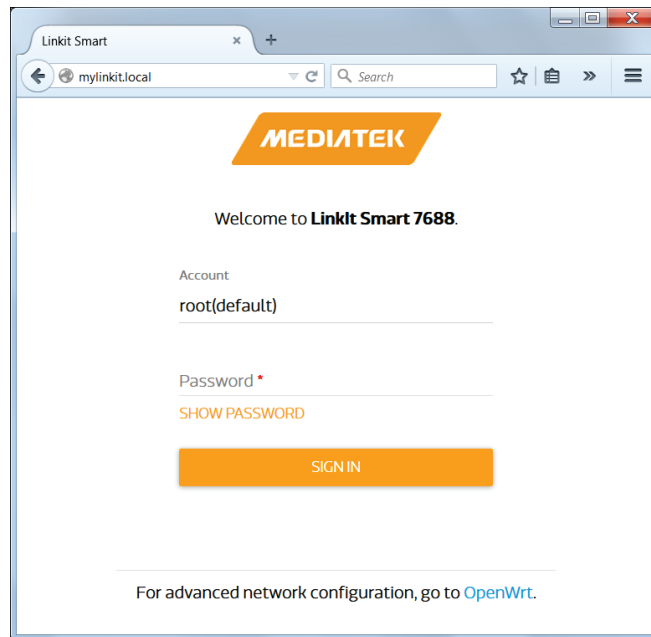 Linkit Smart
mylinkit.local
Search
MEDIATEK
Welcome to LinkIt Smart 7688.
Account
root(default)
Password *
SHOW PASSWORD
SIGN IN
For advanced network configuration, go to OpenWrt.